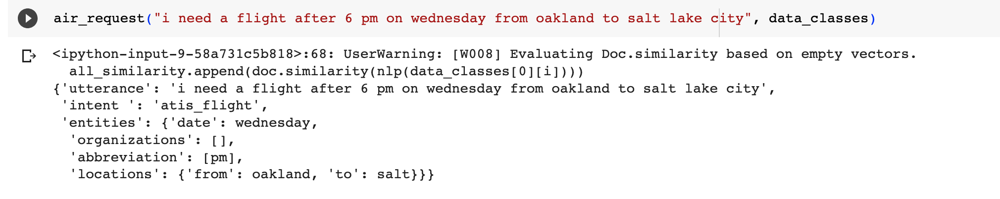 air_request("i need a flight after 6 pm on wednesday from oakland to salt lake city", data_classes)
<ipython-input-9-58a731c5b818>:68: UserWarning: [W008] Evaluating Doc.similarity based on empty vectors.
  all_similarity.append(doc.similarity(nlp(data_classes[0][i])))
{'utterance': 'i need a flight after 6 pm on wednesday from oakland to salt lake city',
 'intent ': 'atis_flight',
 'entities': {'date': wednesday,
  'organizations': [],
  'abbreviation': [pm],
  'locations': {'from': oakland, 'to': salt}}}